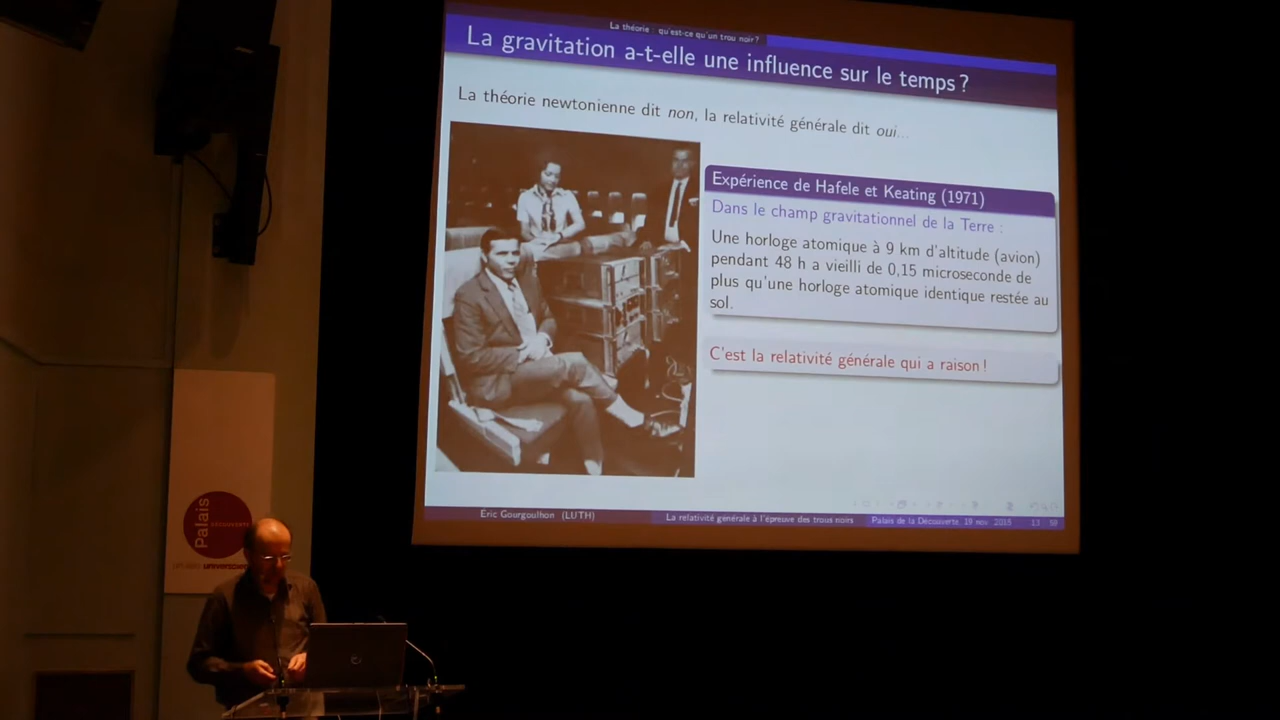 La théorie : qu'est-ce qu'un trou noir ?
La gravitation a-t-elle une influence sur le temps ?
La théorie newtonienne dit non, la relativité générale dit oui...
Expérience de Hafele et Keating (1971)
Dans le champ gravitationnel de la Terre :
Une horloge atomique à 9 km d'altitude (avion)
pendant 48 h a vieilli de 0,15 microseconde de
plus qu'une horloge atomique identique restée au
sol.
C'est la relativité générale qui a raison !
Éric Gourgoulhon (LUTH)
La relativité générale à l'épreuve des trous noirs
Palais de la Découverte, 19 nov. 2015
13 59
Palais
DÉCOUVERTE